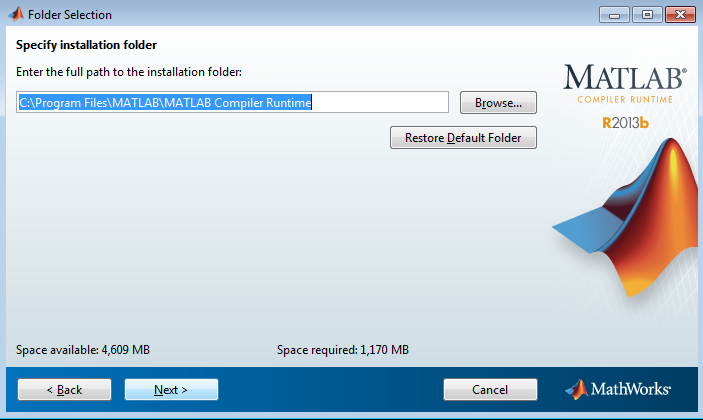 Folder Selection
Specify installation folder
Enter the full path to the installation folder:
C:\Program Files\MATLAB\MATLAB Compiler Runtime
Browse...
Restore Default Folder
MATLAB®
COMPILER RUNTIME
R2013b
Space available: 4,609 MB
Space required: 1,170 MB
< Back
Next >
Cancel
MathWorks®